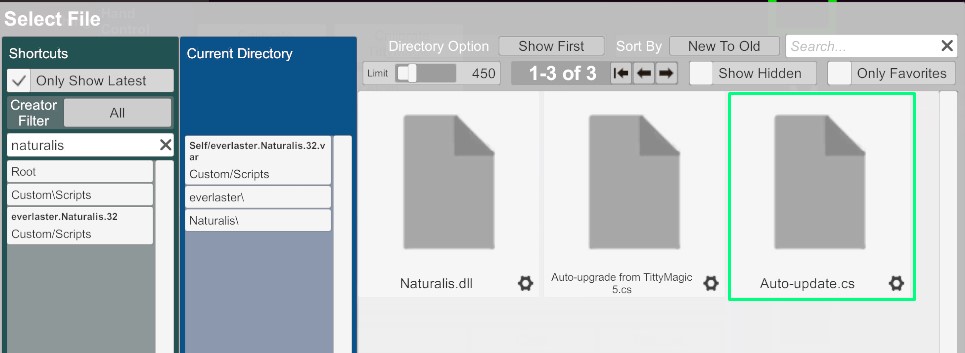 Select File
Shortcuts
Only Show Latest
Creator
Filter
All
naturalis
Root
Custom\Scripts
everlaster.Naturalis.32
Custom/Scripts
Current Directory
Self/everlaster.Naturalis.32.v
ar
Custom/Scripts
everlaster\
Naturalis\
Directory Option
Show First
Sort By
New To Old
Search...
Limit
450
1-3 of 3
Show Hidden
Only Favorites
Naturalis.dll
Auto-upgrade from TittyMagic
5.cs
Auto-update.cs